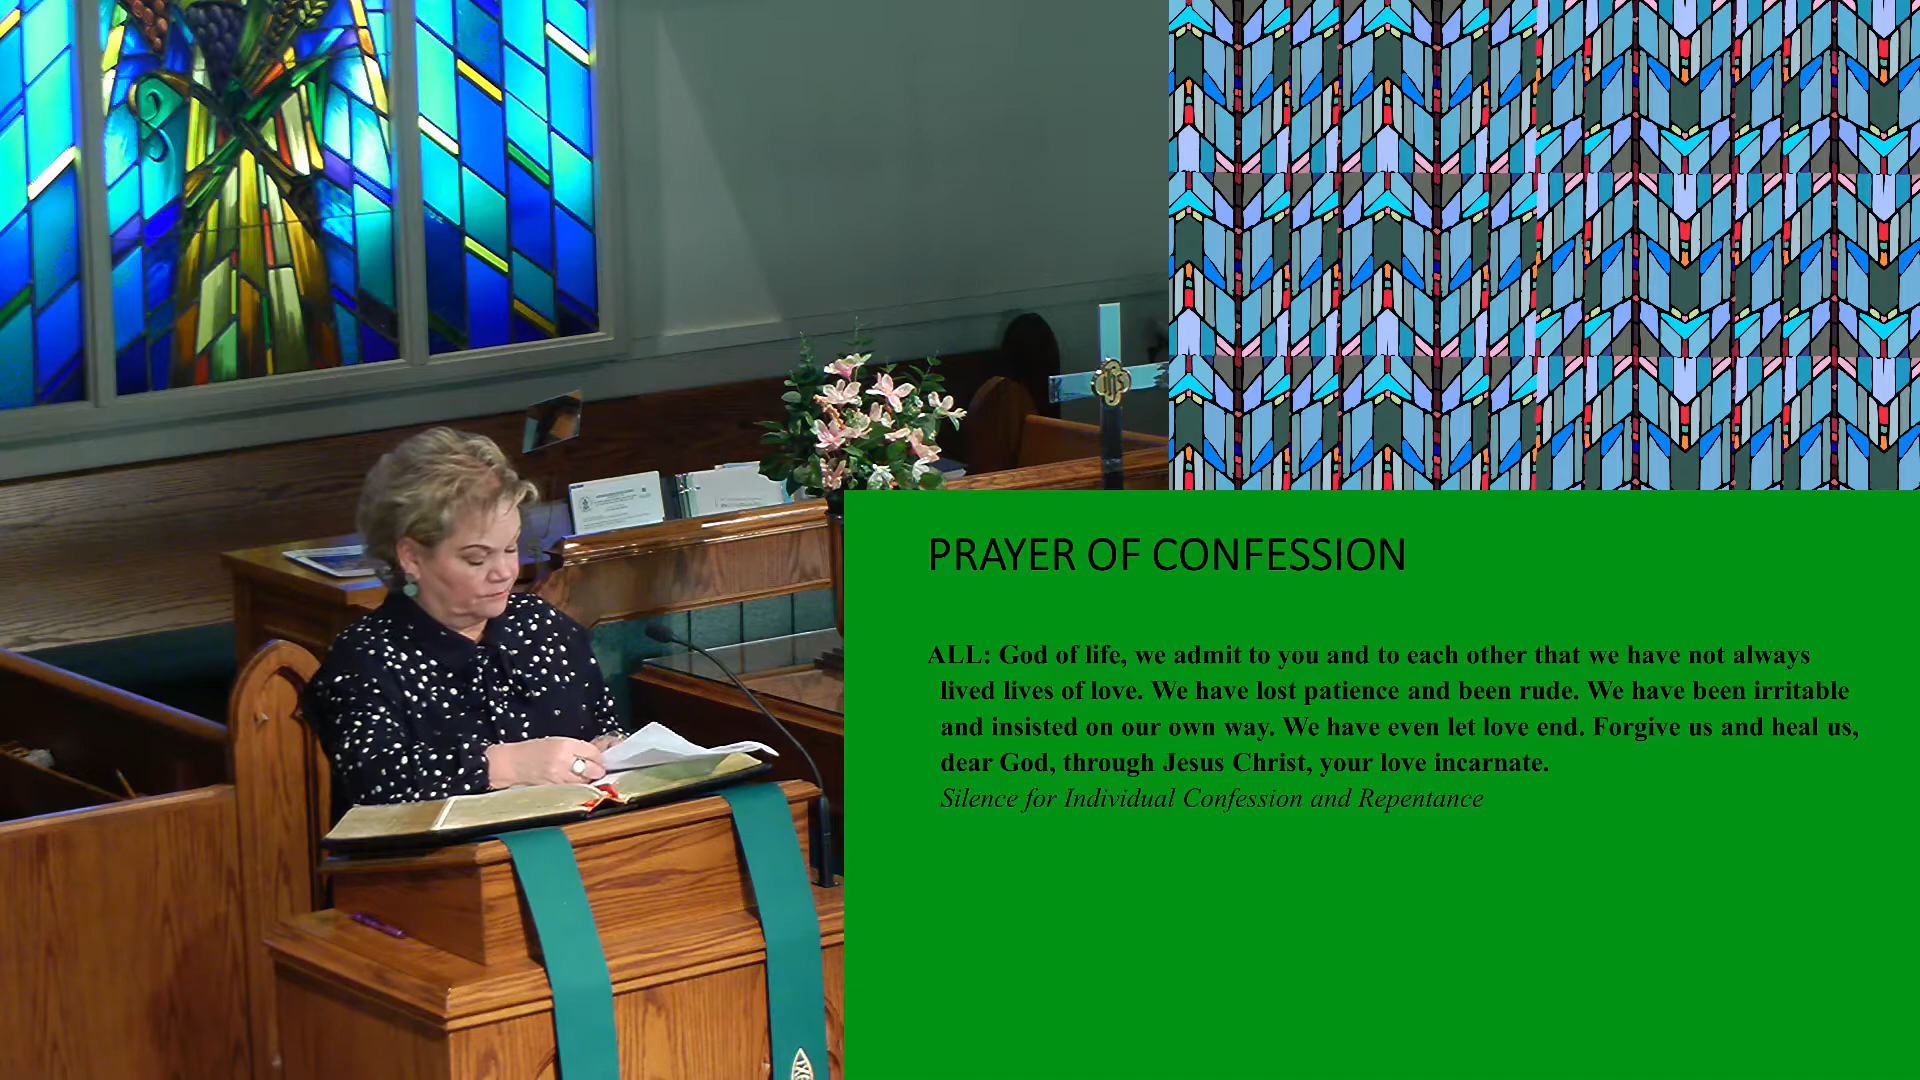 IHS
PRAYER OF CONFESSION
ALL: God of life, we admit to you and to each other that we have not always
lived lives of love. We have lost patience and been rude. We have been irritable
and insisted on our own way. We have even let love end. Forgive us and heal us,
dear God, through Jesus Christ, your love incarnate.
Silence for Individual Confession and Repentance